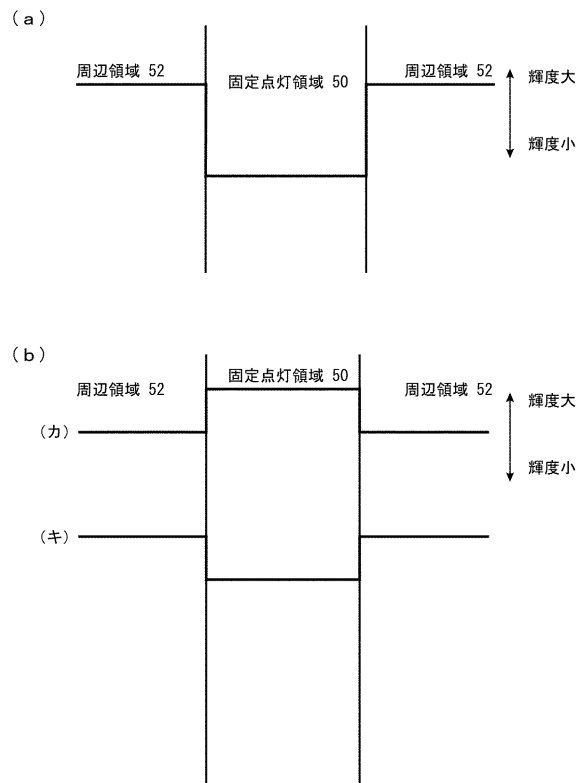 (a)
周辺領域 52
固定点灯領域 50
周辺領域 52
輝度大
輝度小
(b)
周辺領域 52
固定点灯領域 50
周辺領域 52
輝度大
(カ)
輝度小
(キ)